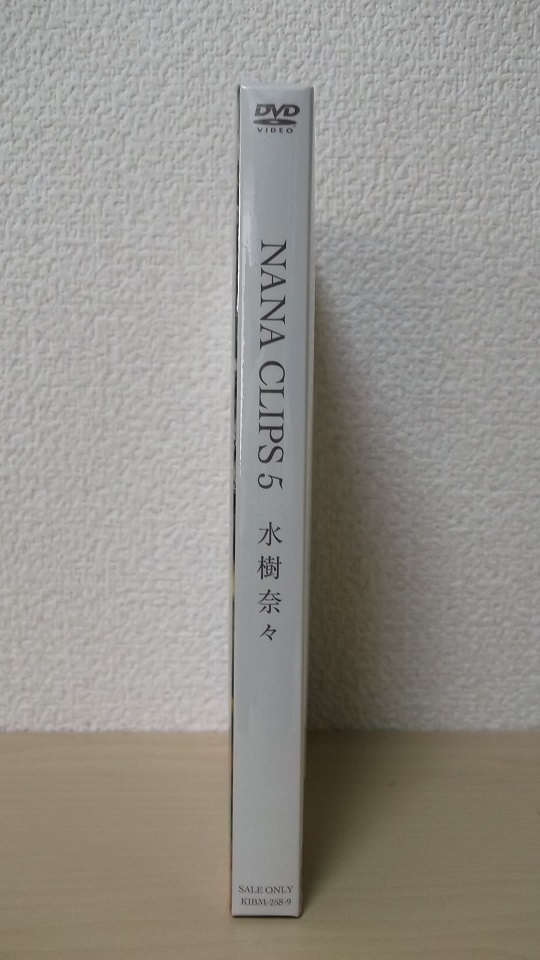 DVD
VIDEO
NANA CLIPS 5 水樹奈々
SALE ONLY
KIBM-258-9